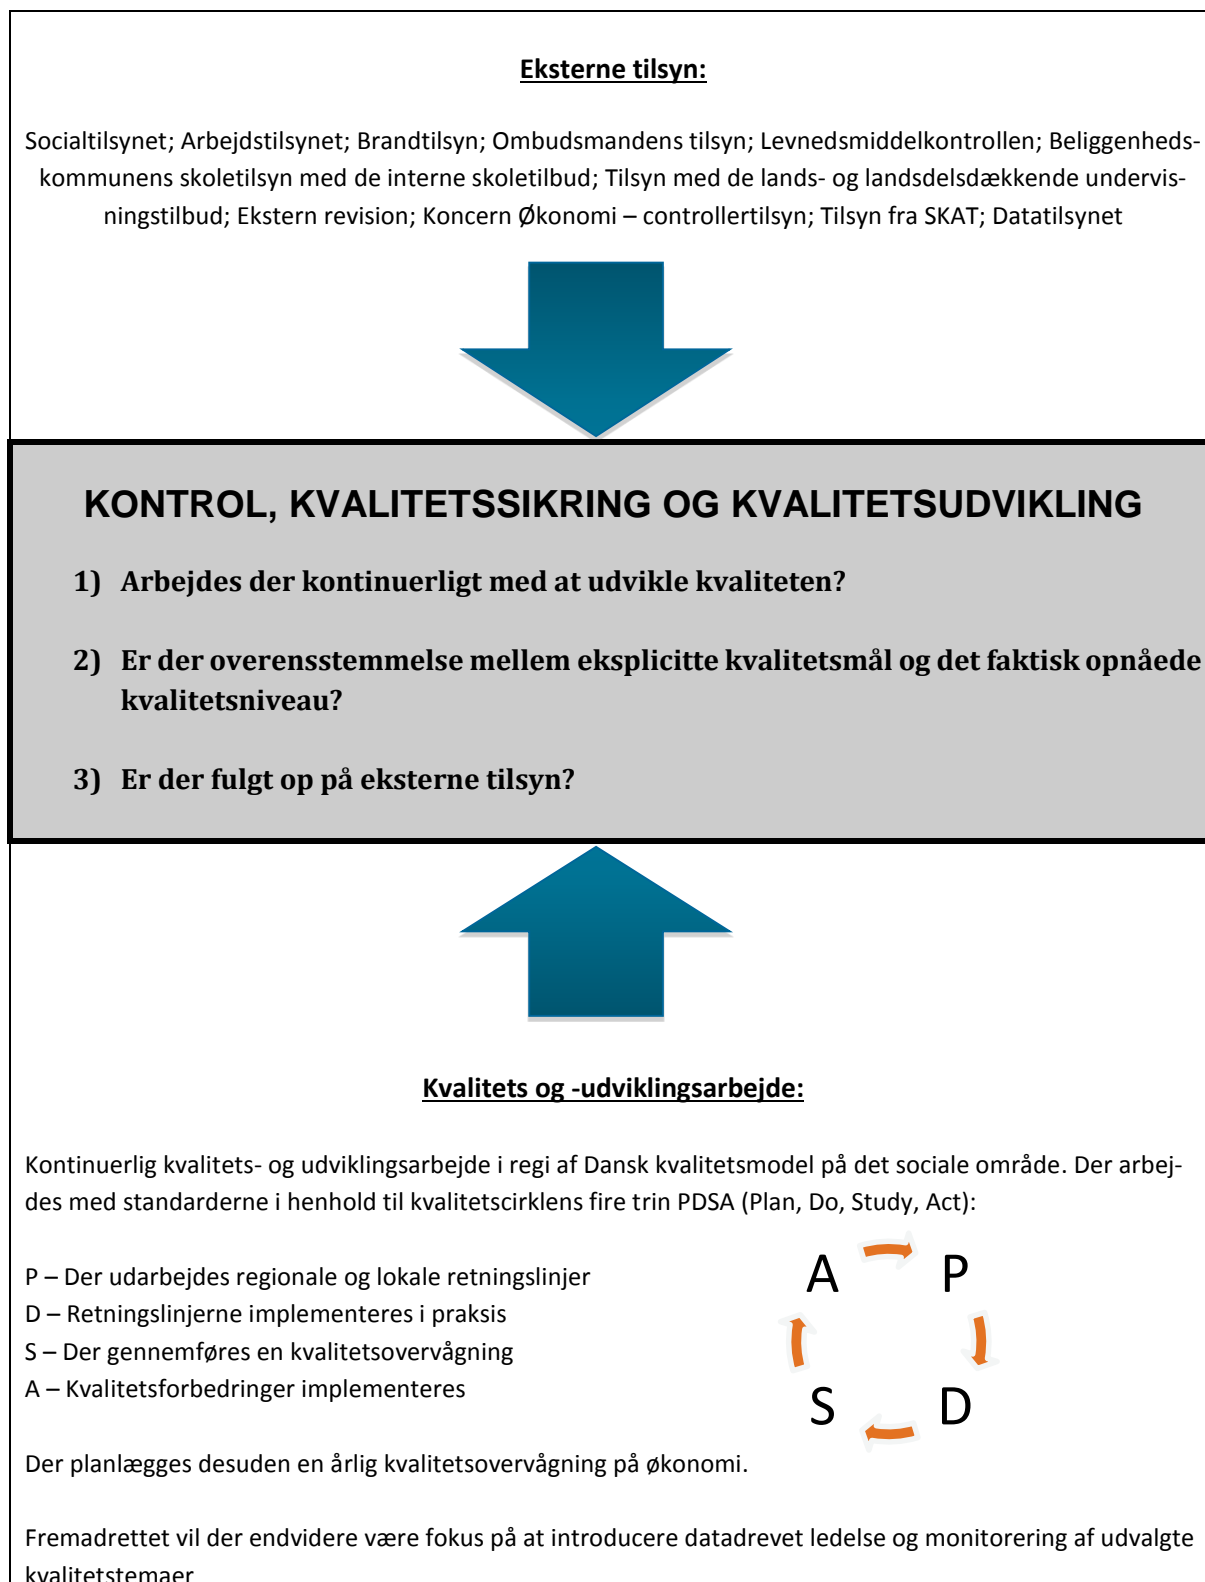 Eksterne tilsyn:
Socialtilsynet; Arbejdstilsynet; Brandtilsyn; Ombudsmandens tilsyn; Levnedsmiddelkontrollen; Beliggenheds-
kommunens skoletilsyn med de interne skoletilbud; Tilsyn med de lands- og landsdelsdækkende undervis-
ningstilbud; Ekstern revision; Koncern Økonomi – controllertilsyn; Tilsyn fra SKAT; Datatilsynet
KONTROL, KVALITETSSIKRING OG KVALITETSUDVIKLING
1) Arbejdes der kontinuerligt med at udvikle kvaliteten?
2) Er der overensstemmelse mellem eksplicitte kvalitetsmål og det faktisk opnåede
kvalitetsniveau?
3) Er der fulgt op på eksterne tilsyn?
Kvalitets og -udviklingsarbejde:
Kontinuerlig kvalitets- og udviklingsarbejde i regi af Dansk kvalitetsmodel på det sociale område. Der arbej-
des med standarderne i henhold til kvalitetscirklens fire trin PDSA (Plan, Do, Study, Act):
P – Der udarbejdes regionale og lokale retningslinjer
D – Retningslinjerne implementeres i praksis
S – Der gennemføres en kvalitetsovervågning
A – Kvalitetsforbedringer implementeres
A P
S D
Der planlægges desuden en årlig kvalitetsovervågning på økonomi.
Fremadrettet vil der endvidere være fokus på at introducere datadrevet ledelse og monitorering af udvalgte
kvalitetstemaer